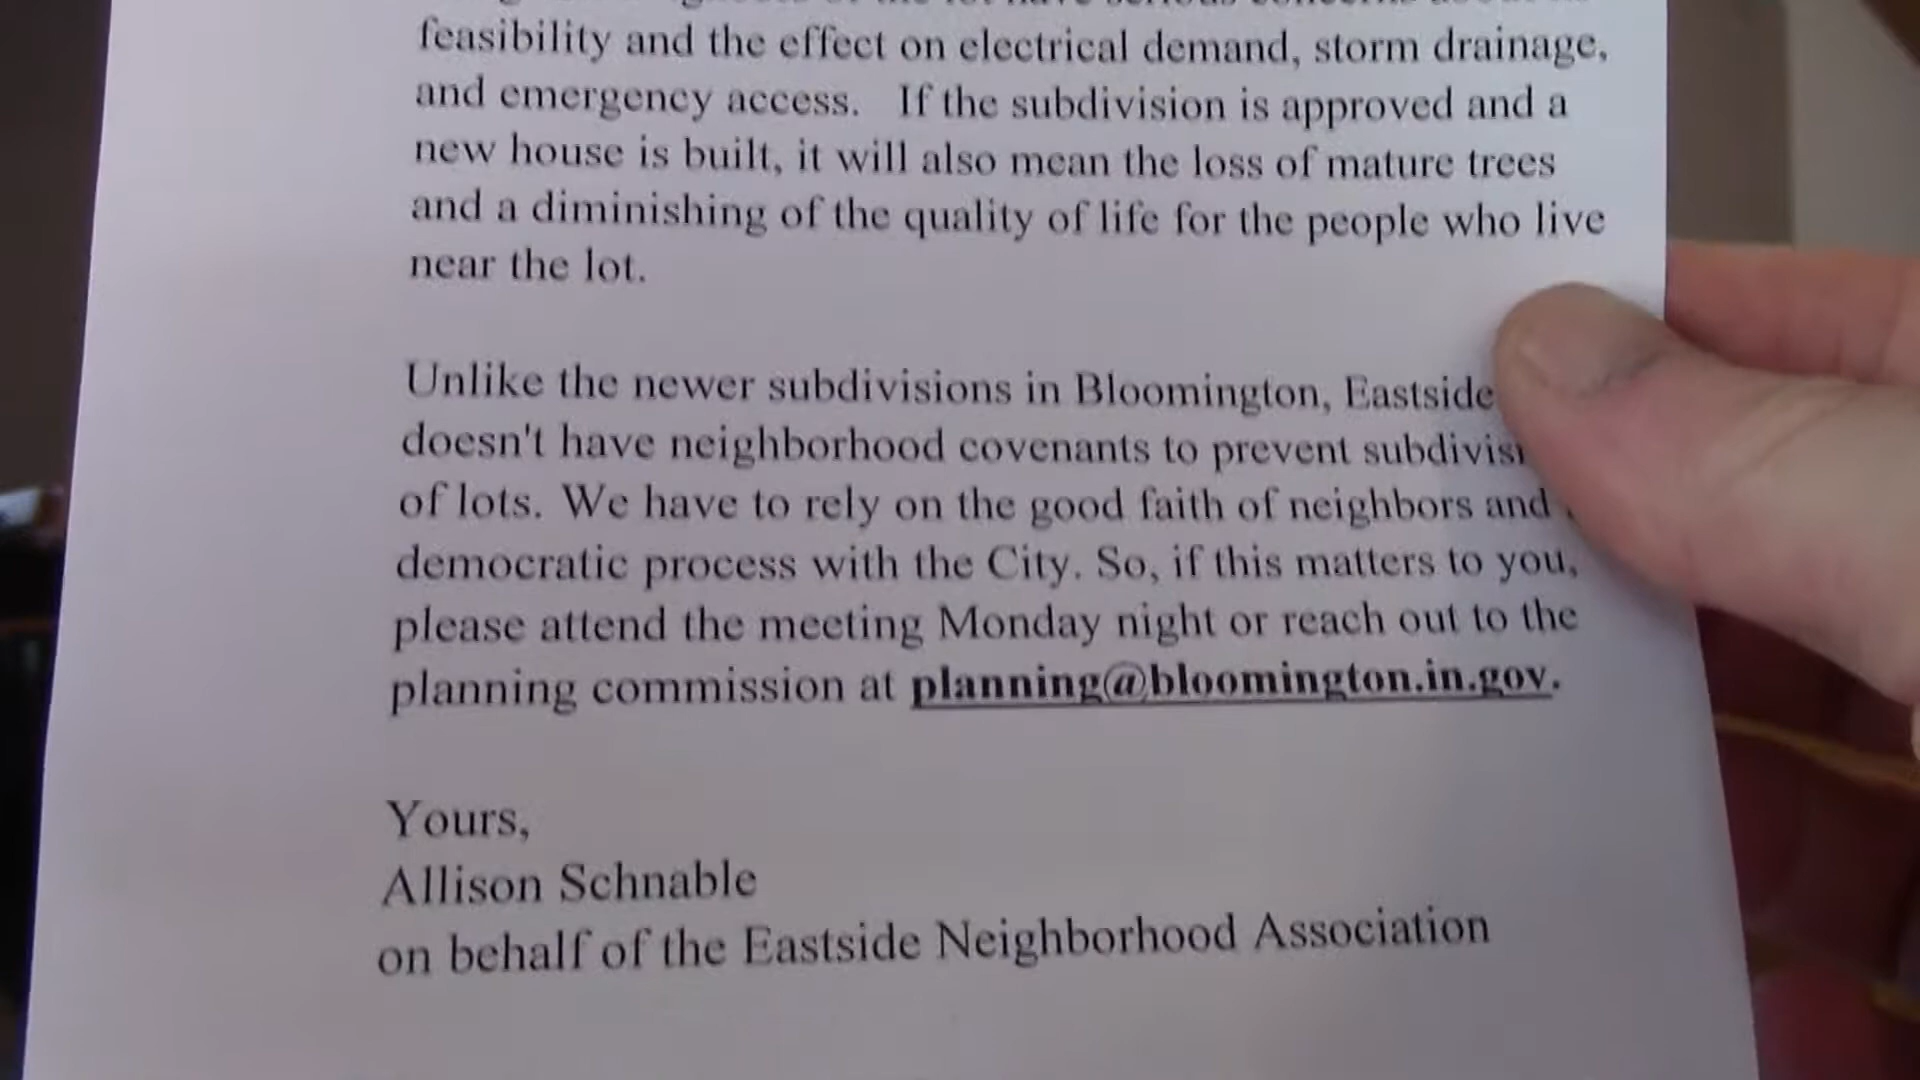 feasibility and the effect on electrical demand, storm drainage,
and emergency access. If the subdivision is approved and a
new house is built, it will also mean the loss of mature trees
and a diminishing of the quality of life for the people who live
near the lot.
Unlike the newer subdivisions in Bloomington, Eastside
doesn't have neighborhood covenants to prevent
of lots. We have to rely on the good faith of neighbors and
democratic process with the City. So, if this matters to you,
please attend the meeting Monday night or reach out to the
planning commission at planning@bloomington.in.gov.
Yours,
Allison Schnable
on behalf of the Eastside Neighborhood Association